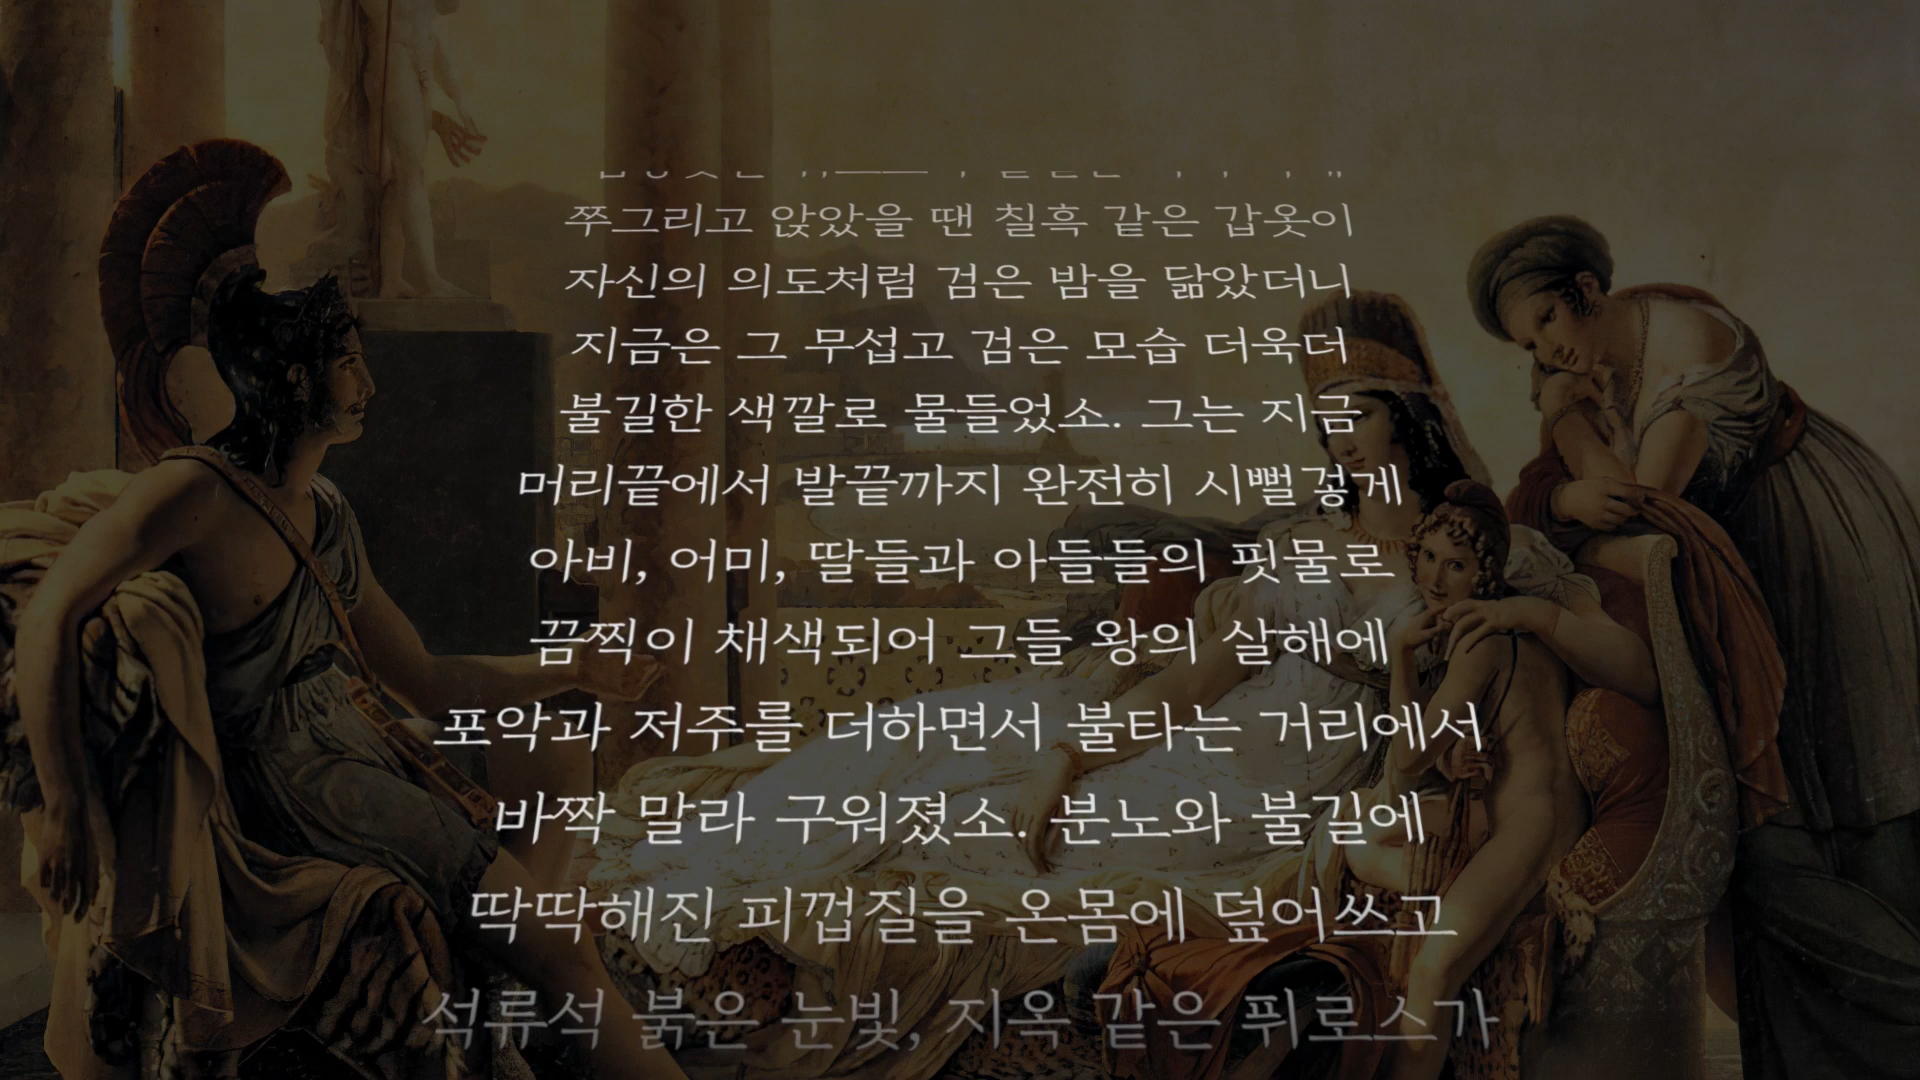 쭈그리고 앉았을 땐 칠흑 같은 갑옷이
자신의 의도처럼 검은 밤을 닮았더니
지금은 그 무섭고 검은 모습 더욱더
불길한 색깔로 물들었소. 그는 지금
머리끝에서 발끝까지 완전히 시뻘겋게
아비, 어미, 딸들과 아들들의 핏물로
끔찍이 채색되어 그들 왕의 살해에
포악과 저주를 더하면서 불타는 거리에서
바짝 말라 구워졌소. 분노와 불길에
딱딱해진 피껍질을 온몸에 덮어쓰고
석류석 붉은 눈빛, 지옥 같은 퓌로스가